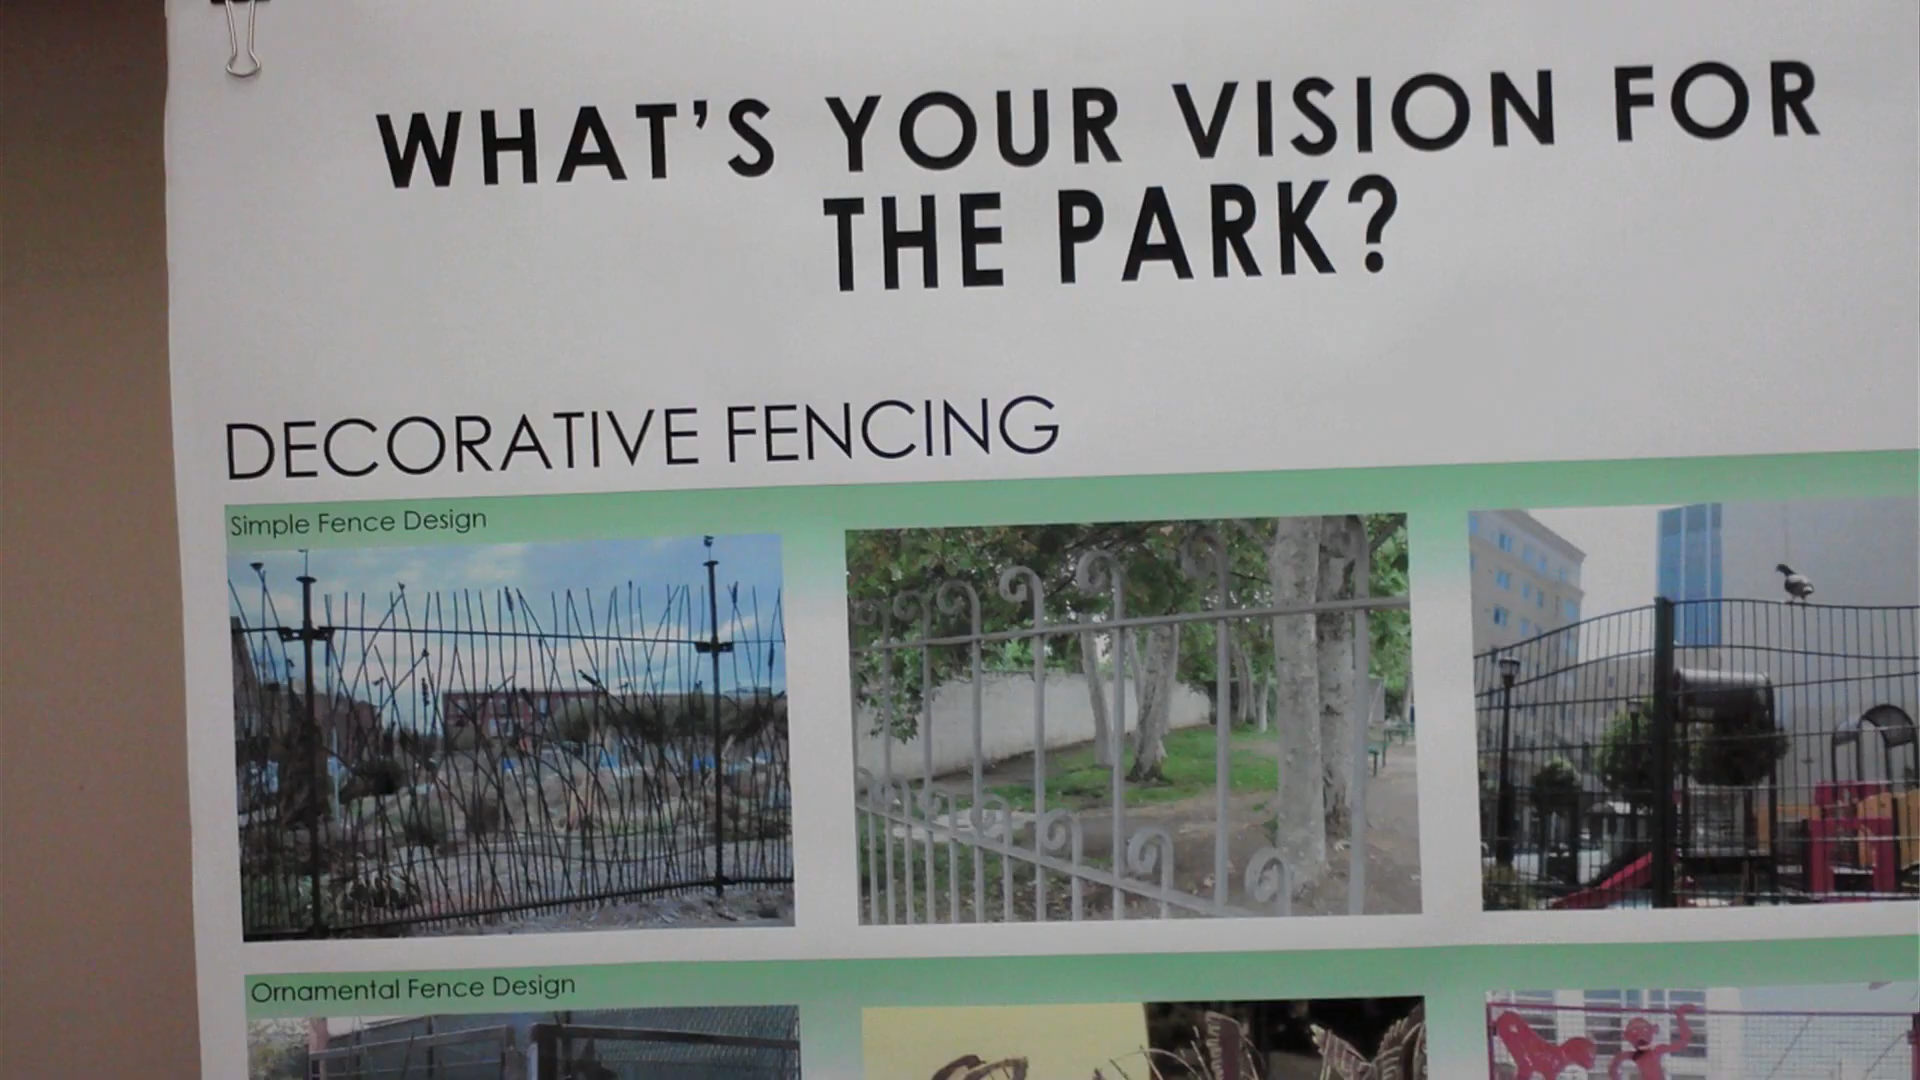 WHAT'S YOUR VISION FOR
THE PARK?
DECORATIVE FENCING
Simple Fence Design
Ornamental Fence Design